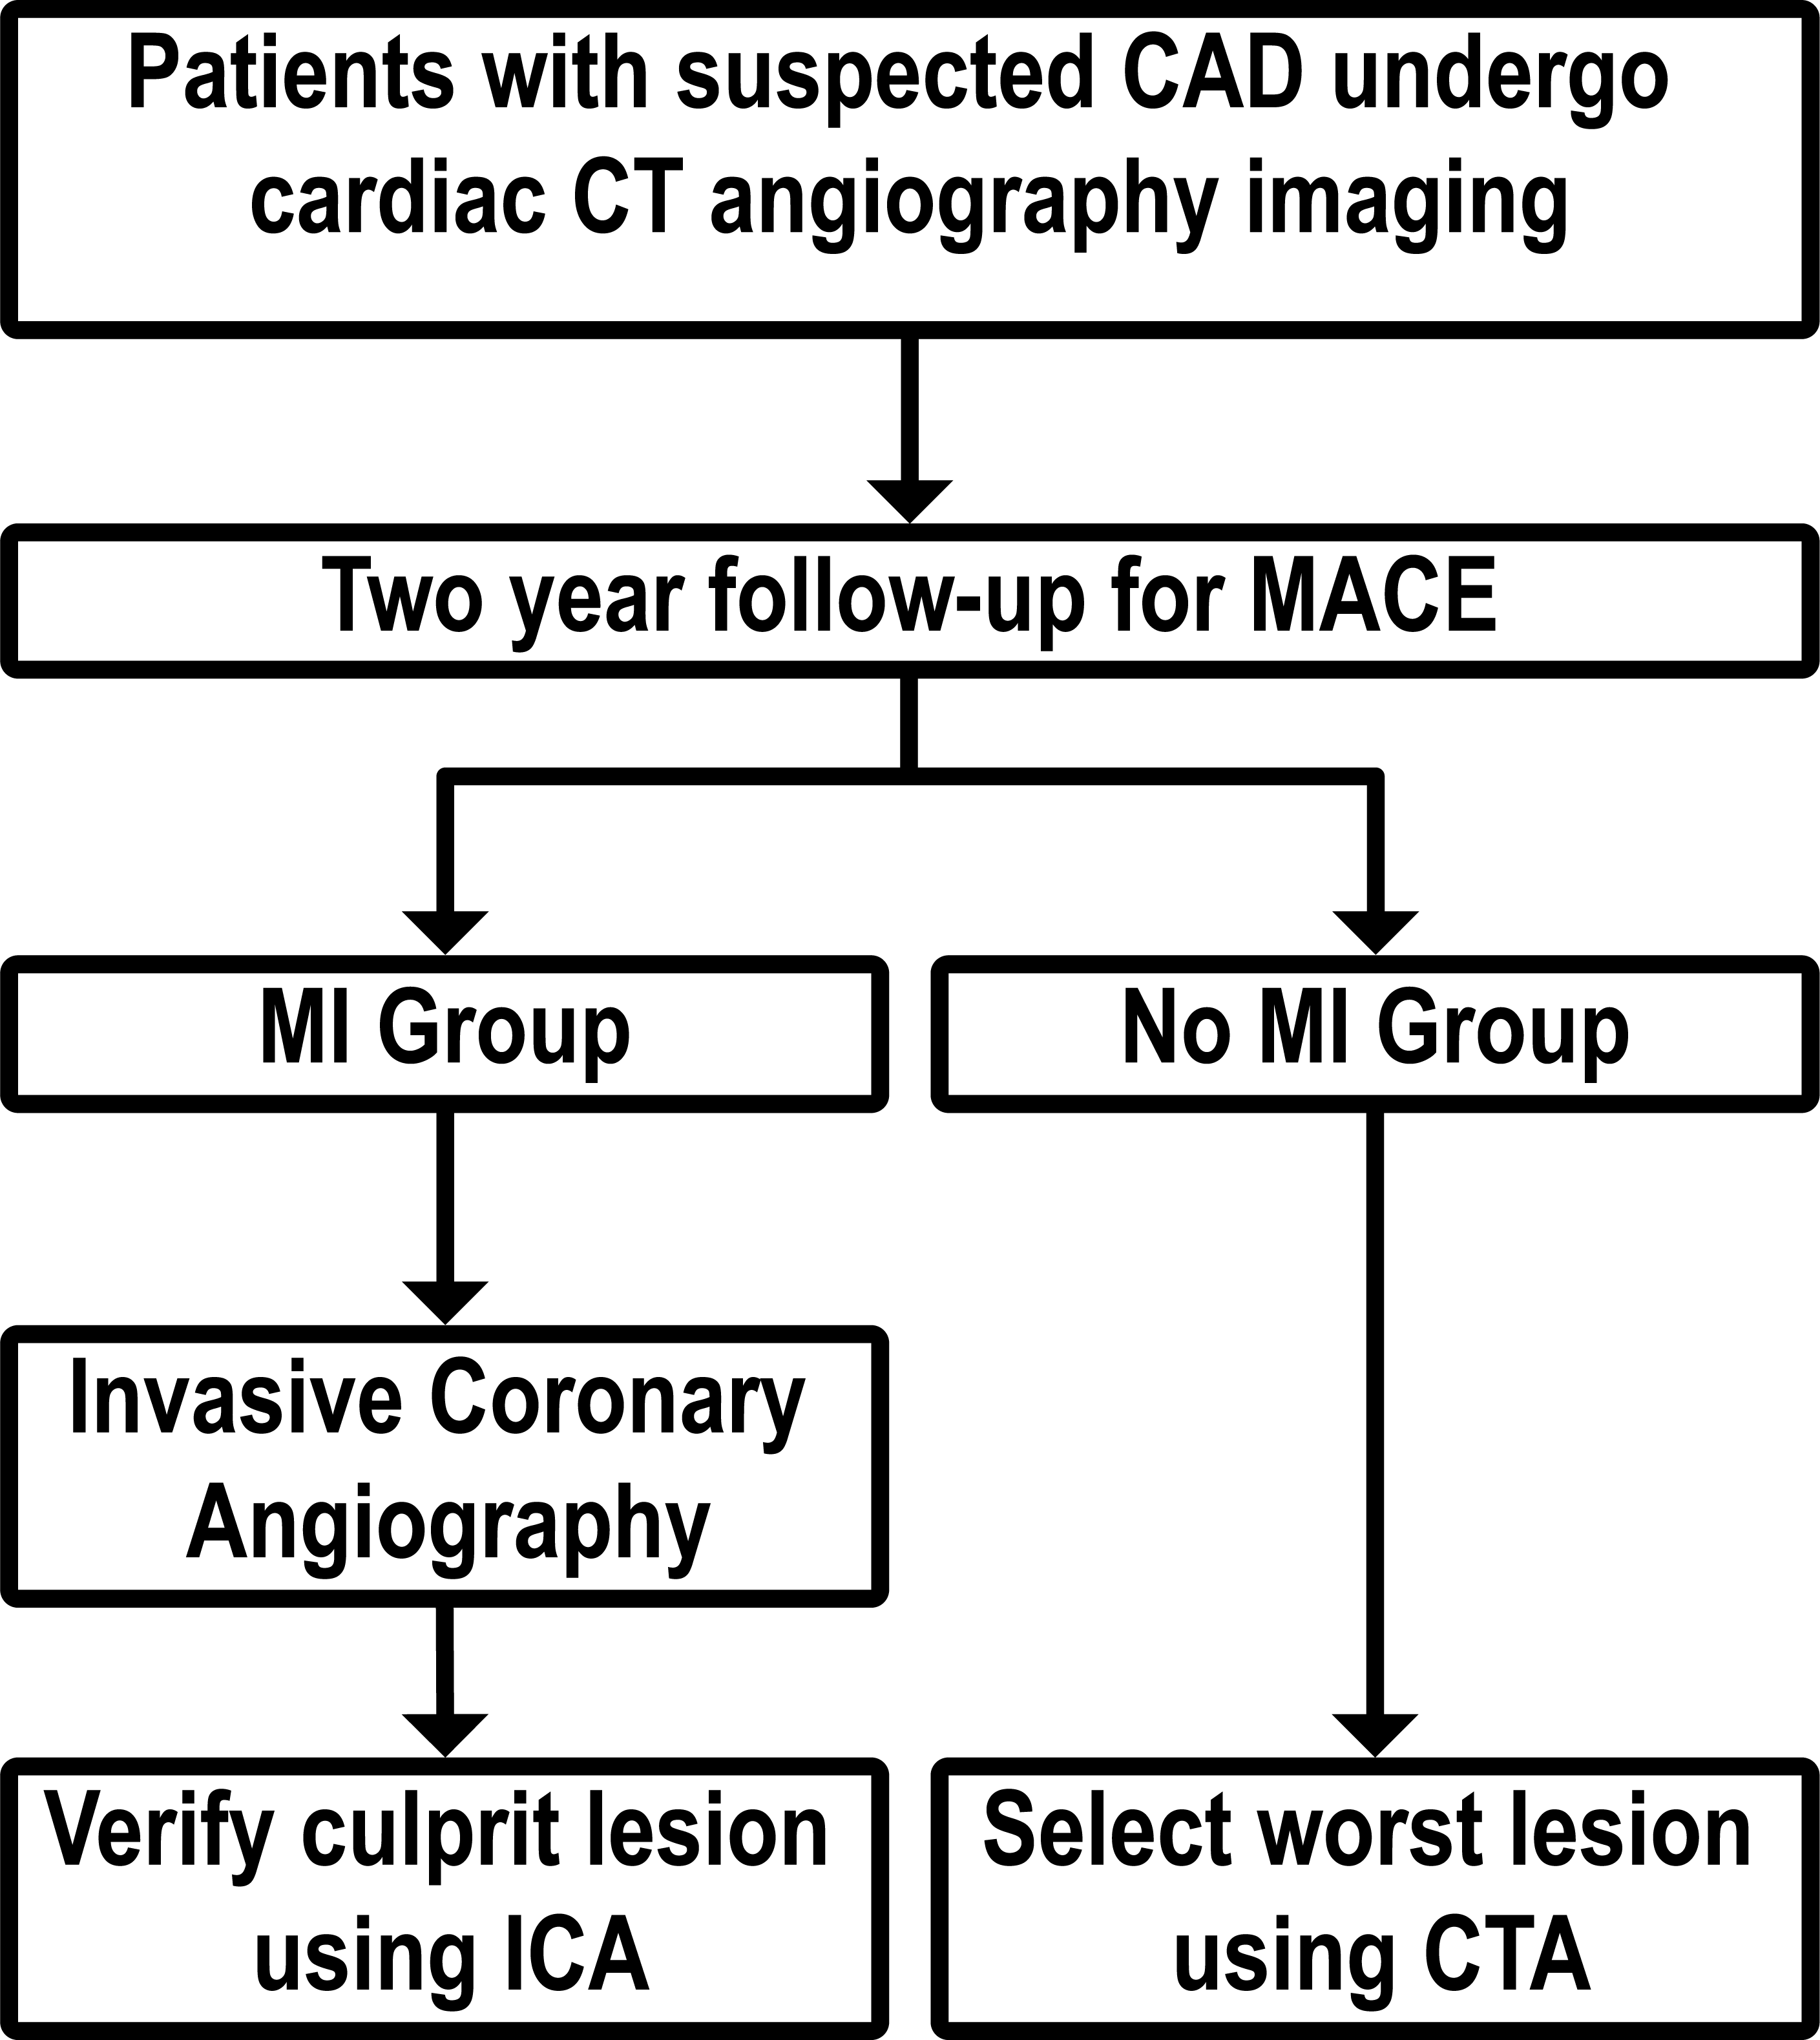 Patients with suspected CAD undergo
cardiac CT angiography imaging
Two year follow-up for MACE
MI Group
No MI Group
Invasive Coronary
Angiography
Verify culprit lesion
using ICA
Select worst lesion
using CTA